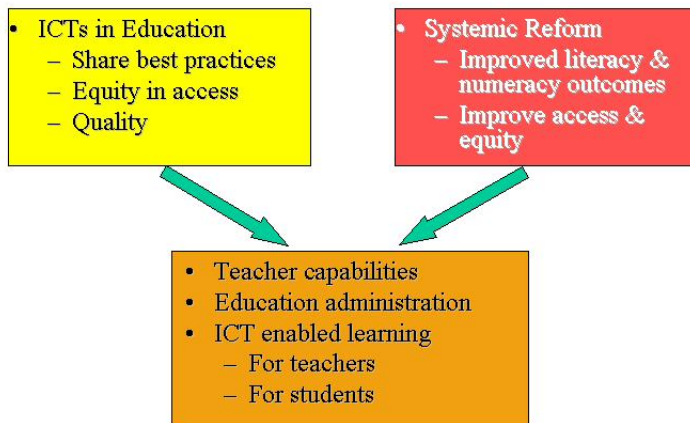 • ICTs in Education
– Share best practices
– Equity in access
– Quality
• Systemic Reform
– Improved literacy &
numeracy outcomes
– Improve access &
equity
• Teacher capabilities
• Education administration
• ICT enabled learning
– For teachers
– For students